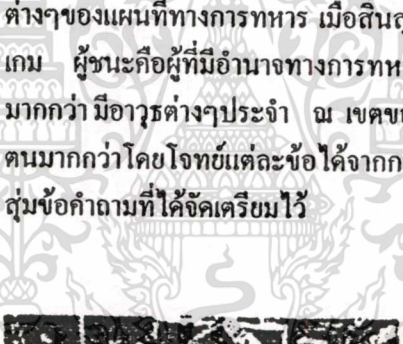 ต่างๆของแผนที่ทางการทหาร เมื่อสิ้นสุ
เกม ผู้ชนะคือผู้ที่มีอำนาจทางการทห
มากกว่า มีอาวุธต่างๆประจำ ณ เขตขา
ตนมากกว่าโดยโจทย์แต่ละข้อได้จากก
สุ่มข้อคำถามที่ได้จัดเตรียมไว้